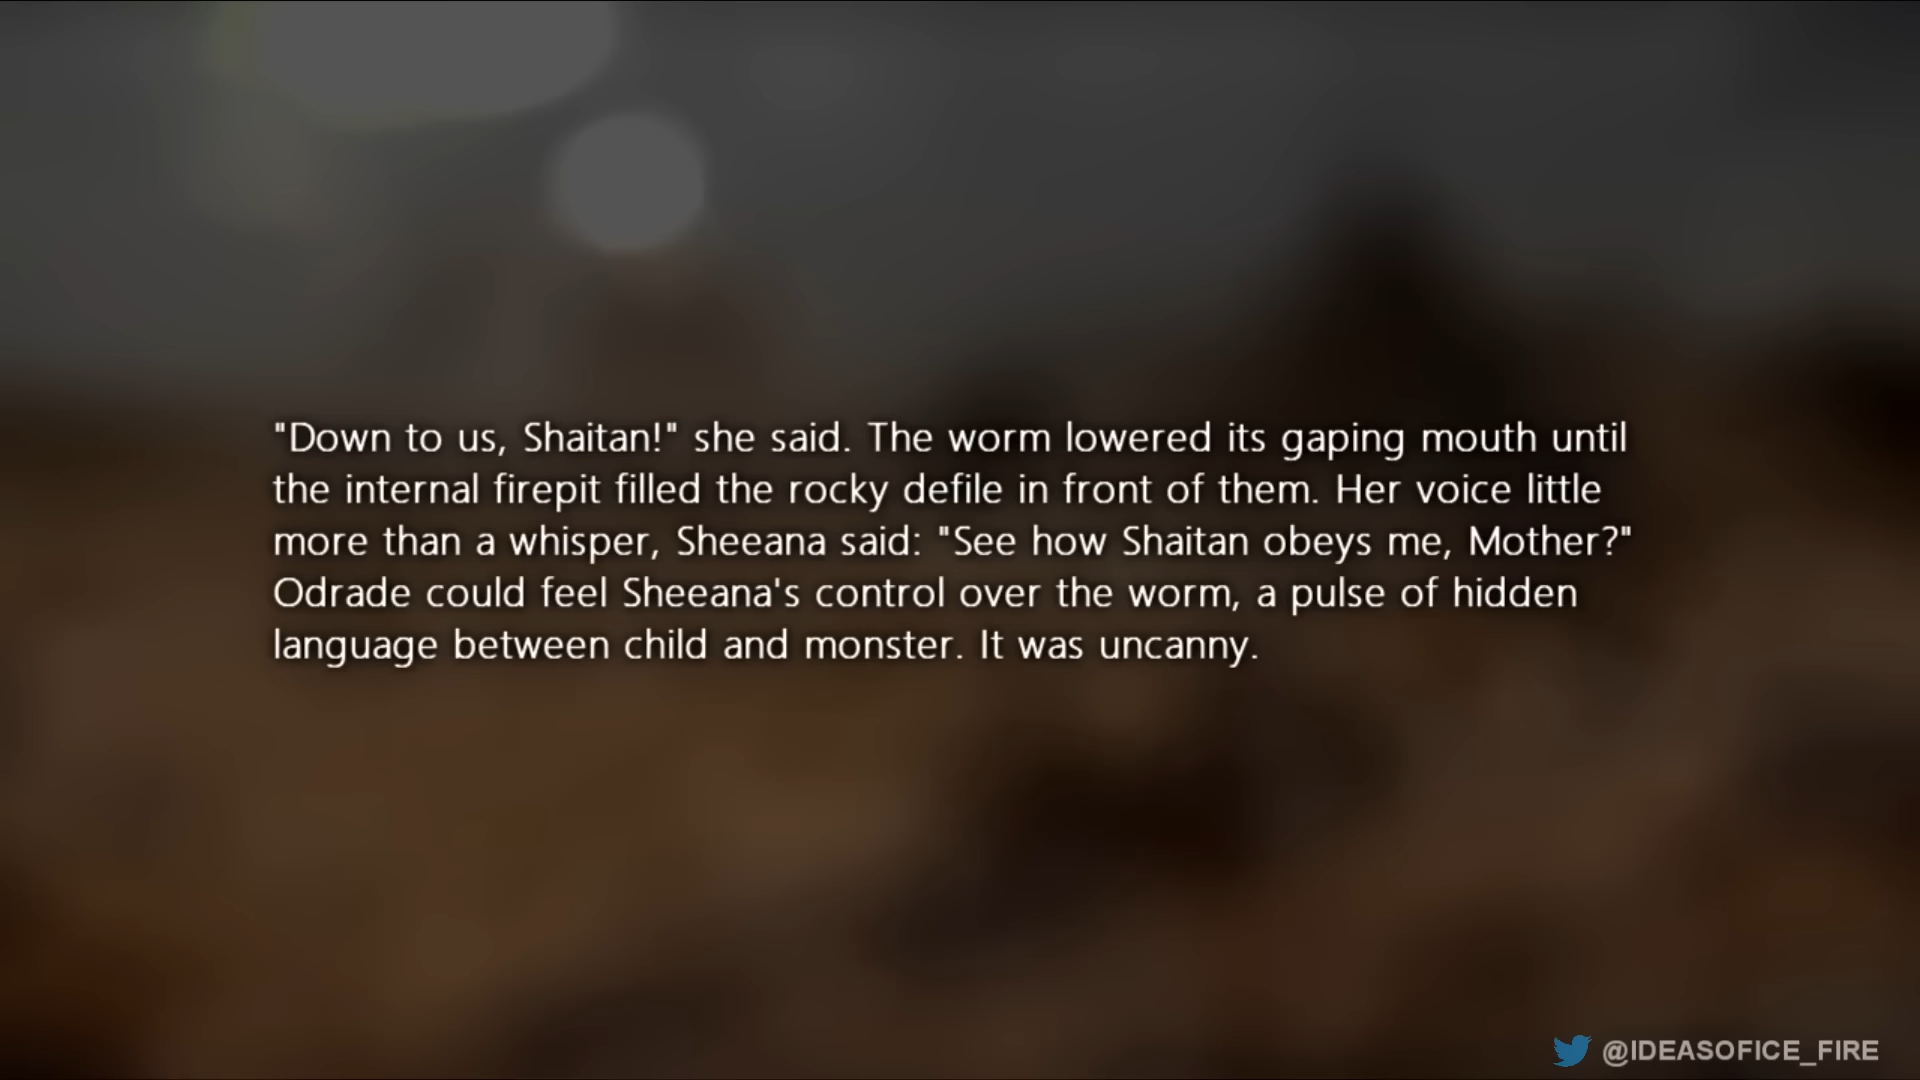 "Down to us, Shaitan!" she said. The worm lowered its gaping mouth until
the internal firepit filled the rocky defile in front of them. Her voice little
more than a whisper, Sheeana said: "See how Shaitan obeys me, Mother?"
Odrade could feel Sheeana's control over the worm, a pulse of hidden
language between child and monster. It was uncanny.
@IDEASOFICE_FIRE